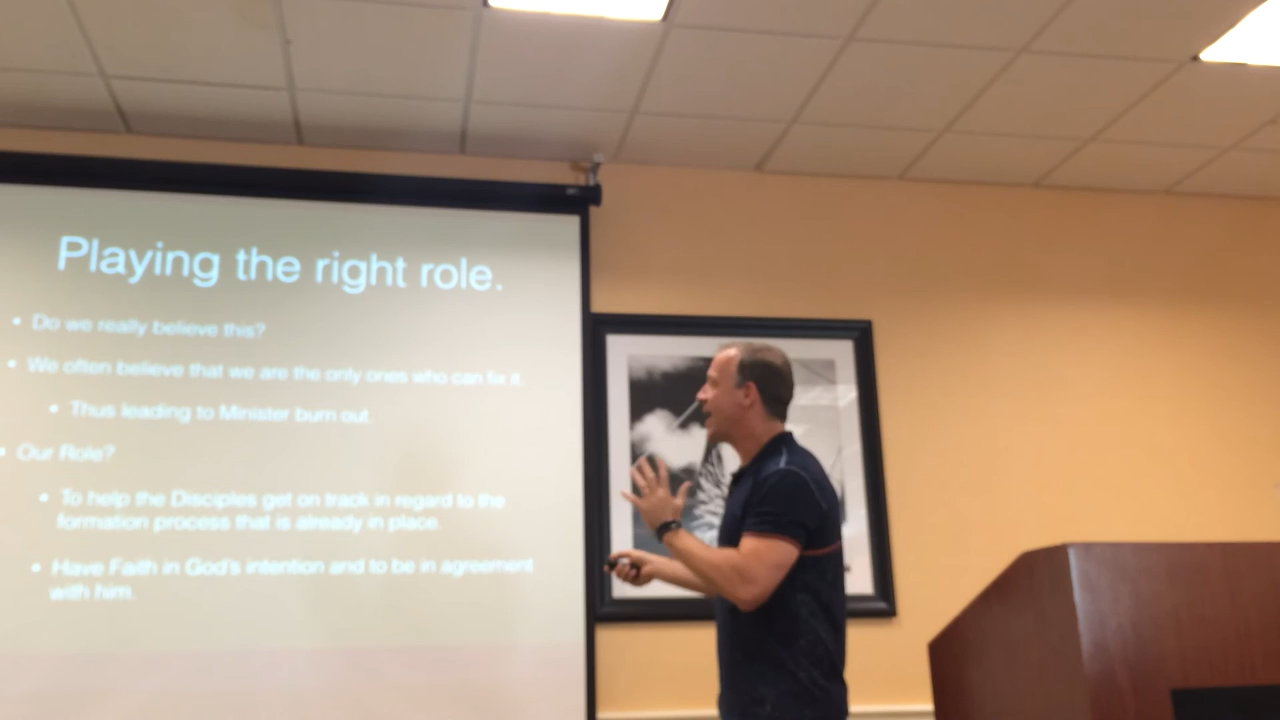 Playing the right role.
• Do we really believe this?
• We often believe that we are the only ones who can fix it.
• Thus leading to Minister burn out.
• Our Role?
• To help the Disciples get on track in regard to the
formation process that is already in place.
• Have Faith in God's intention and to be in agreement
with him.